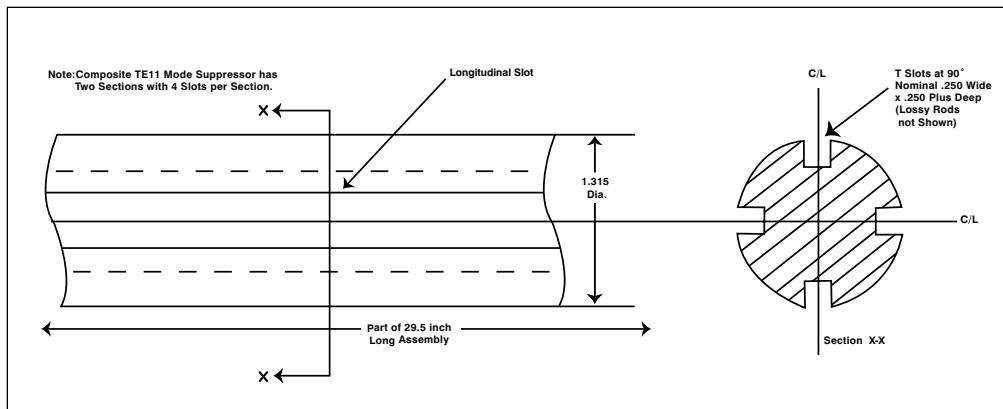 Note:Composite TE11 Mode Suppressor has
Two Sections with 4 Slots per Section.
X
Longitudinal Slot
1.315
Dia.
Part of 29.5 inch
Long Assembly
X
C/L
T Slots at 90°
Nominal .250 Wide
x .250 Plus Deep
(Lossy Rods
not Shown)
C/L
Section X-X